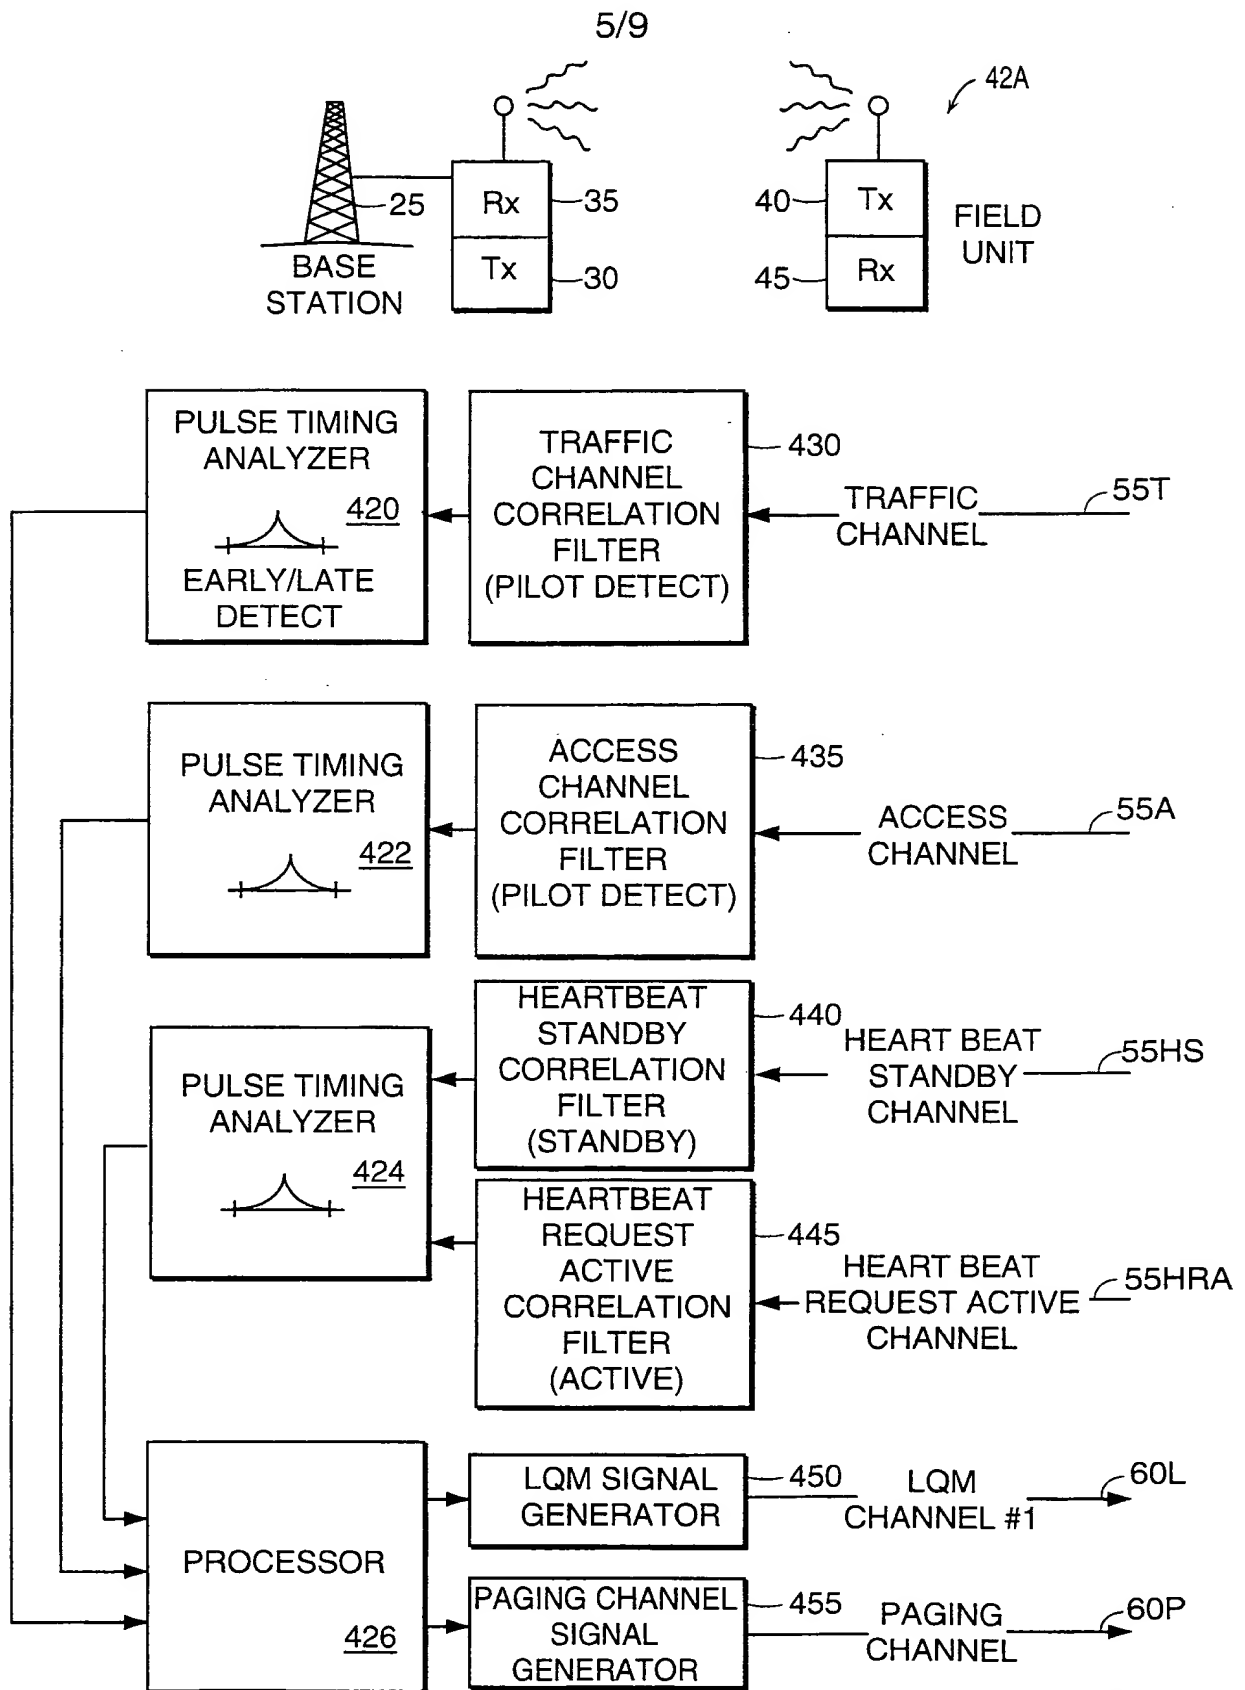 5/9
42A
25
Rx
35
Tx
30
BASE
STATION
40
Tx
45
Rx
FIELD
UNIT
PULSE TIMING
ANALYZER
420
EARLY/LATE
DETECT
TRAFFIC
CHANNEL
CORRELATION
FILTER
(PILOT DETECT)
430
TRAFFIC
CHANNEL
55T
PULSE TIMING
ANALYZER
422
ACCESS
CHANNEL
CORRELATION
FILTER
(PILOT DETECT)
435
ACCESS
CHANNEL
55A
PULSE TIMING
ANALYZER
424
HEARTBEAT
STANDBY
CORRELATION
FILTER
(STANDBY)
440
HEART BEAT
STANDBY
CHANNEL
55HS
HEARTBEAT
REQUEST
ACTIVE
CORRELATION
FILTER
(ACTIVE)
445
HEART BEAT
REQUEST ACTIVE
CHANNEL
55HRA
PROCESSOR
426
LQM SIGNAL
GENERATOR
450
LQM
CHANNEL #1
60L
PAGING CHANNEL
SIGNAL
GENERATOR
455
PAGING
CHANNEL
60P